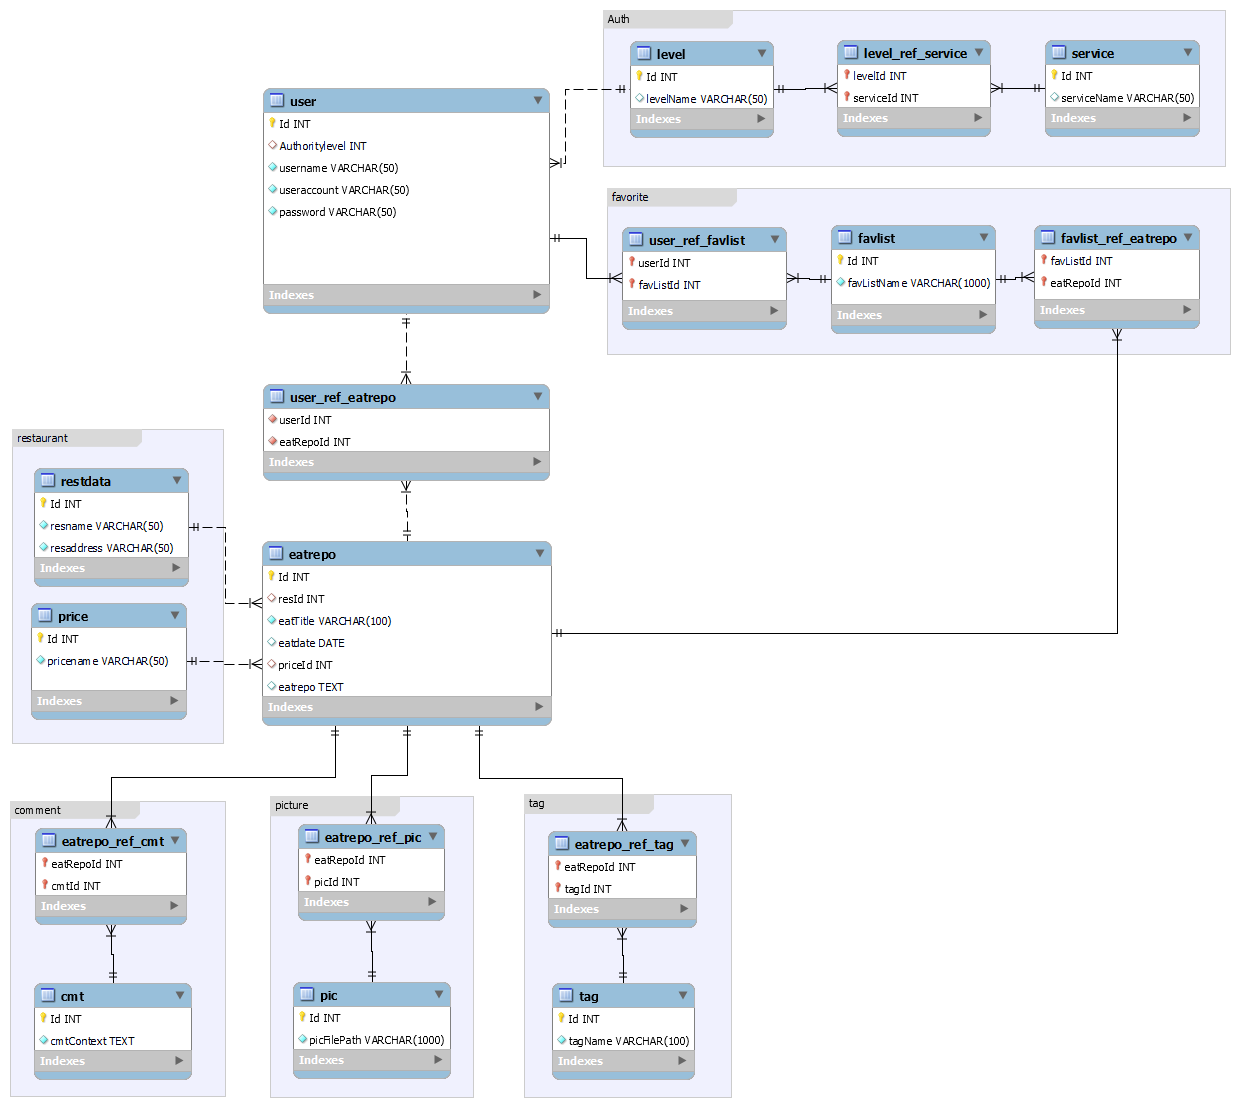 Auth
level
Id INT
levelName VARCHAR(50)
Indexes
level_ref_service
levelId INT
serviceId INT
Indexes
service
Id INT
serviceName VARCHAR(50)
Indexes
user
Id INT
Authoritylevel INT
username VARCHAR(50)
useraccount VARCHAR(50)
password VARCHAR(50)
Indexes
favorite
user_ref_favlist
userId INT
favListId INT
Indexes
favlist
Id INT
favListName VARCHAR(1000)
Indexes
favlist_ref_eatrepo
favListId INT
eatRepoId INT
Indexes
user_ref_eatrepo
userId INT
eatRepoId INT
Indexes
restaurant
restdata
Id INT
resname VARCHAR(50)
resaddress VARCHAR(50)
Indexes
price
Id INT
pricename VARCHAR(50)
Indexes
eatrepo
Id INT
resId INT
eatTitle VARCHAR(100)
eatdate DATE
priceId INT
eatrepo TEXT
Indexes
comment
eatrepo_ref_cmt
eatRepoId INT
cmtId INT
Indexes
cmt
Id INT
cmtContext TEXT
Indexes
picture
eatrepo_ref_pic
eatRepoId INT
picId INT
Indexes
pic
Id INT
picFilePath VARCHAR(1000)
Indexes
tag
eatrepo_ref_tag
eatRepoId INT
tagId INT
Indexes
tag
Id INT
tagName VARCHAR(100)
Indexes